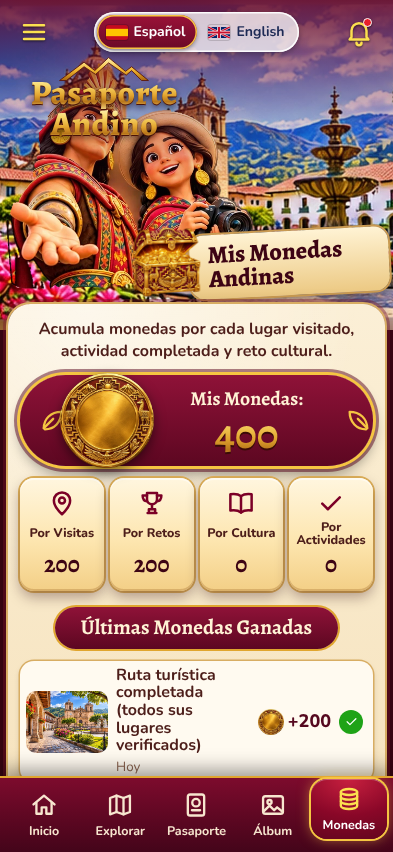 Español
English
Pasaporte
Andino
Mis Monedas
Andinas
Acumula monedas por cada lugar visitado,
actividad completada y reto cultural.
Mis Monedas:
400
Por Visitas
200
Por Retos
200
Por Cultura
0
Por
Actividades
0
Últimas Monedas Ganadas
Ruta turística
completada
(todos sus
lugares
verificados)
Hoy
+200
Inicio
Explorar
Pasaporte
Álbum
Monedas